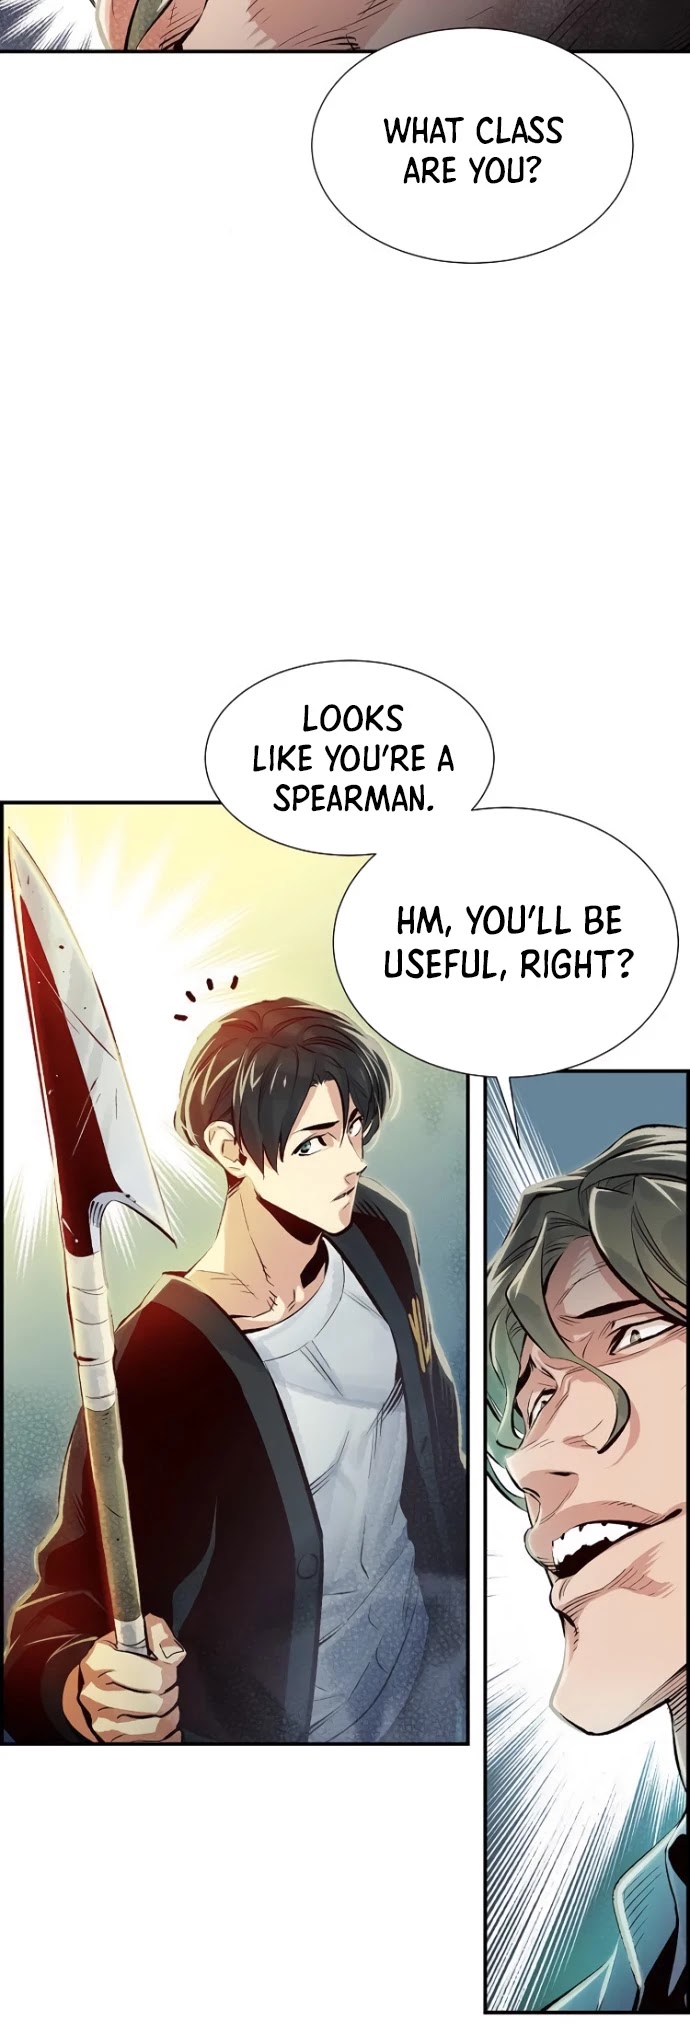 WHAT CLASS
ARE YOU?
LOOKS
LIKE YOU'RE A
SPEARMAN.
HM, YOU'LL BE
USEFUL, RIGHT?